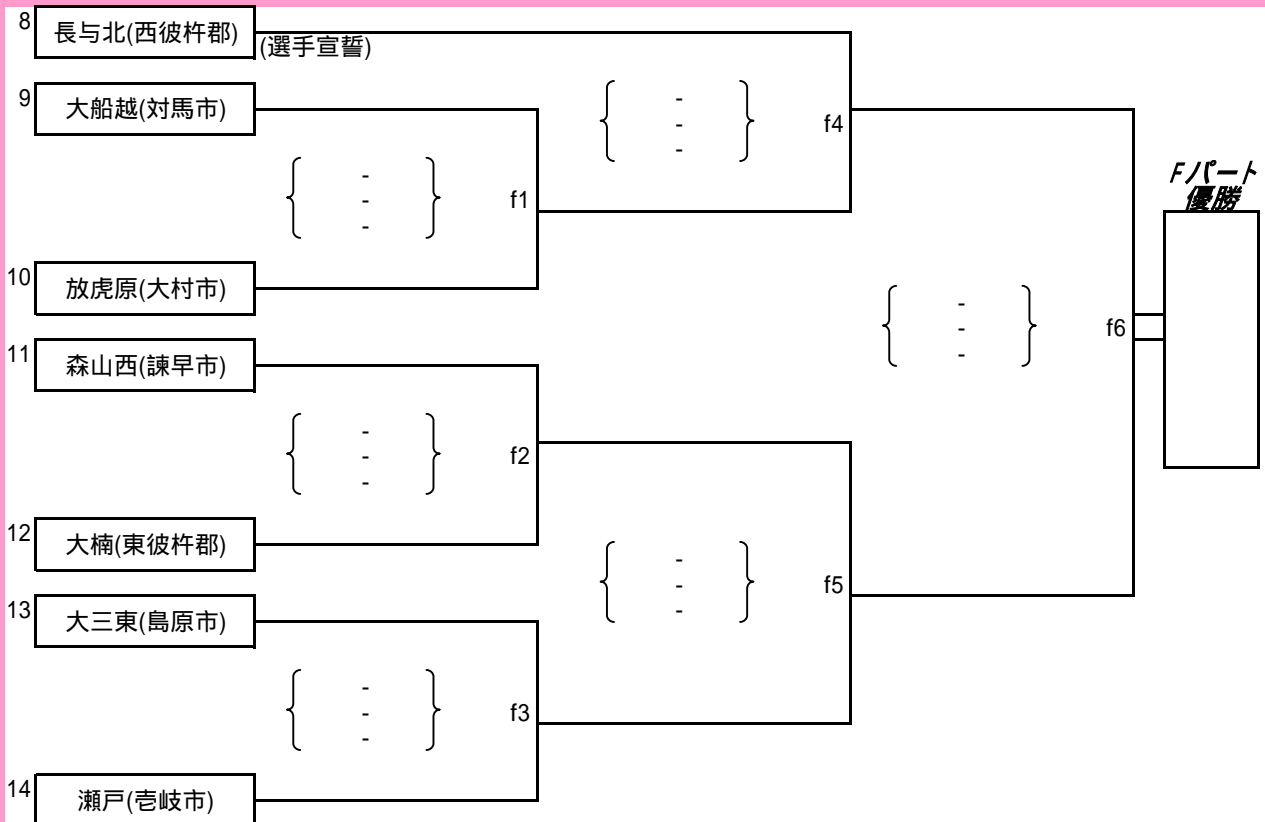 8
長与北(西彼杵郡)
(選手宣誓)
9
大船越(対馬市)
-
-
-
f4
-
-
-
f1
Fパート
優勝
10
放虎原(大村市)
-
-
-
f6
11
森山西(諫早市)
-
-
-
f2
12
大楠(東彼杵郡)
-
-
-
f5
13
大三東(島原市)
-
-
-
f3
14
瀬戸(壱岐市)